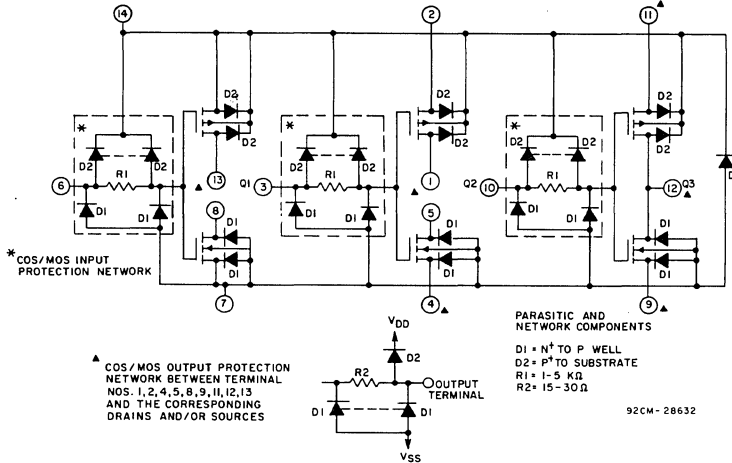 14
2
11 ▲
D2
D2
D2
*
*
*
D2
D2
D2
D2
D2
D2
D2
D2
D2
R1
R1
R1
6
13
▲
Q1
3
1
▲
Q2
10
12 Q3
▲
D1
D1
D1
D1
D1
D1
8
5
D1
D1
D1
D1
D1
D1
* COS/MOS INPUT
PROTECTION NETWORK
7
4 ▲
9 ▲
▲ COS/MOS OUTPUT PROTECTION
NETWORK BETWEEN TERMINAL
NOS. 1,2,4,5,8,9,11,12,13
AND THE CORRESPONDING
DRAINS AND/OR SOURCES
VDD
D2
R2
OUTPUT
TERMINAL
D1
D1
VSS
PARASITIC AND
NETWORK COMPONENTS
D1 = N+ TO P WELL
D2 = P+ TO SUBSTRATE
R1 = 1-5 KΩ
R2 = 15-30Ω
92CM-28632